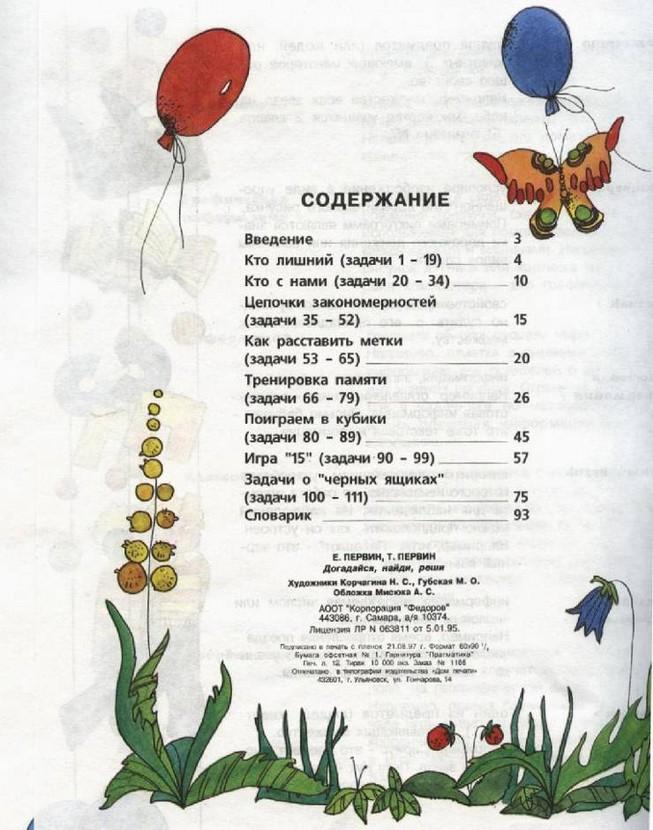 СОДЕРЖАНИЕ
Введение 3
Кто лишний (задачи 1 - 19) 4
Кто с нами (задачи 20 - 34) 10
Цепочки закономерностей
(задачи 35 - 52) 15
Как расставить метки
(задачи 53 - 65) 20
Тренировка памяти
(задачи 66 - 79) 26
Поиграем в кубики
(задачи 80 - 89) 45
Игра "15" (задачи 90 - 99) 57
Задачи о "черных ящиках"
(задачи 100 - 111) 75
Словарик 93
Е. ПЕРВИН, Т. ПЕРВИН
Догадайся, найди, реши
Художники Корчагина Н. С., Губская М. О.
Обложка Мисюка А. С.
АООТ "Корпорация "Федоров"
443086, г. Самара, а/я 10374.
Лицензия ЛР N 063811 от 5.01.95.
Подписано в печать с пленок 21.08.97 г. Формат 60х90
Бумага офсетная № 1. Гарнитура "Прагматика"
Печ. л. 12. Тираж 10 000 экз. Заказ № 1166
Отпечатано в типографии издательства «Дом печати»
432601, г. Ульяновск, ул. Гончарова, 14